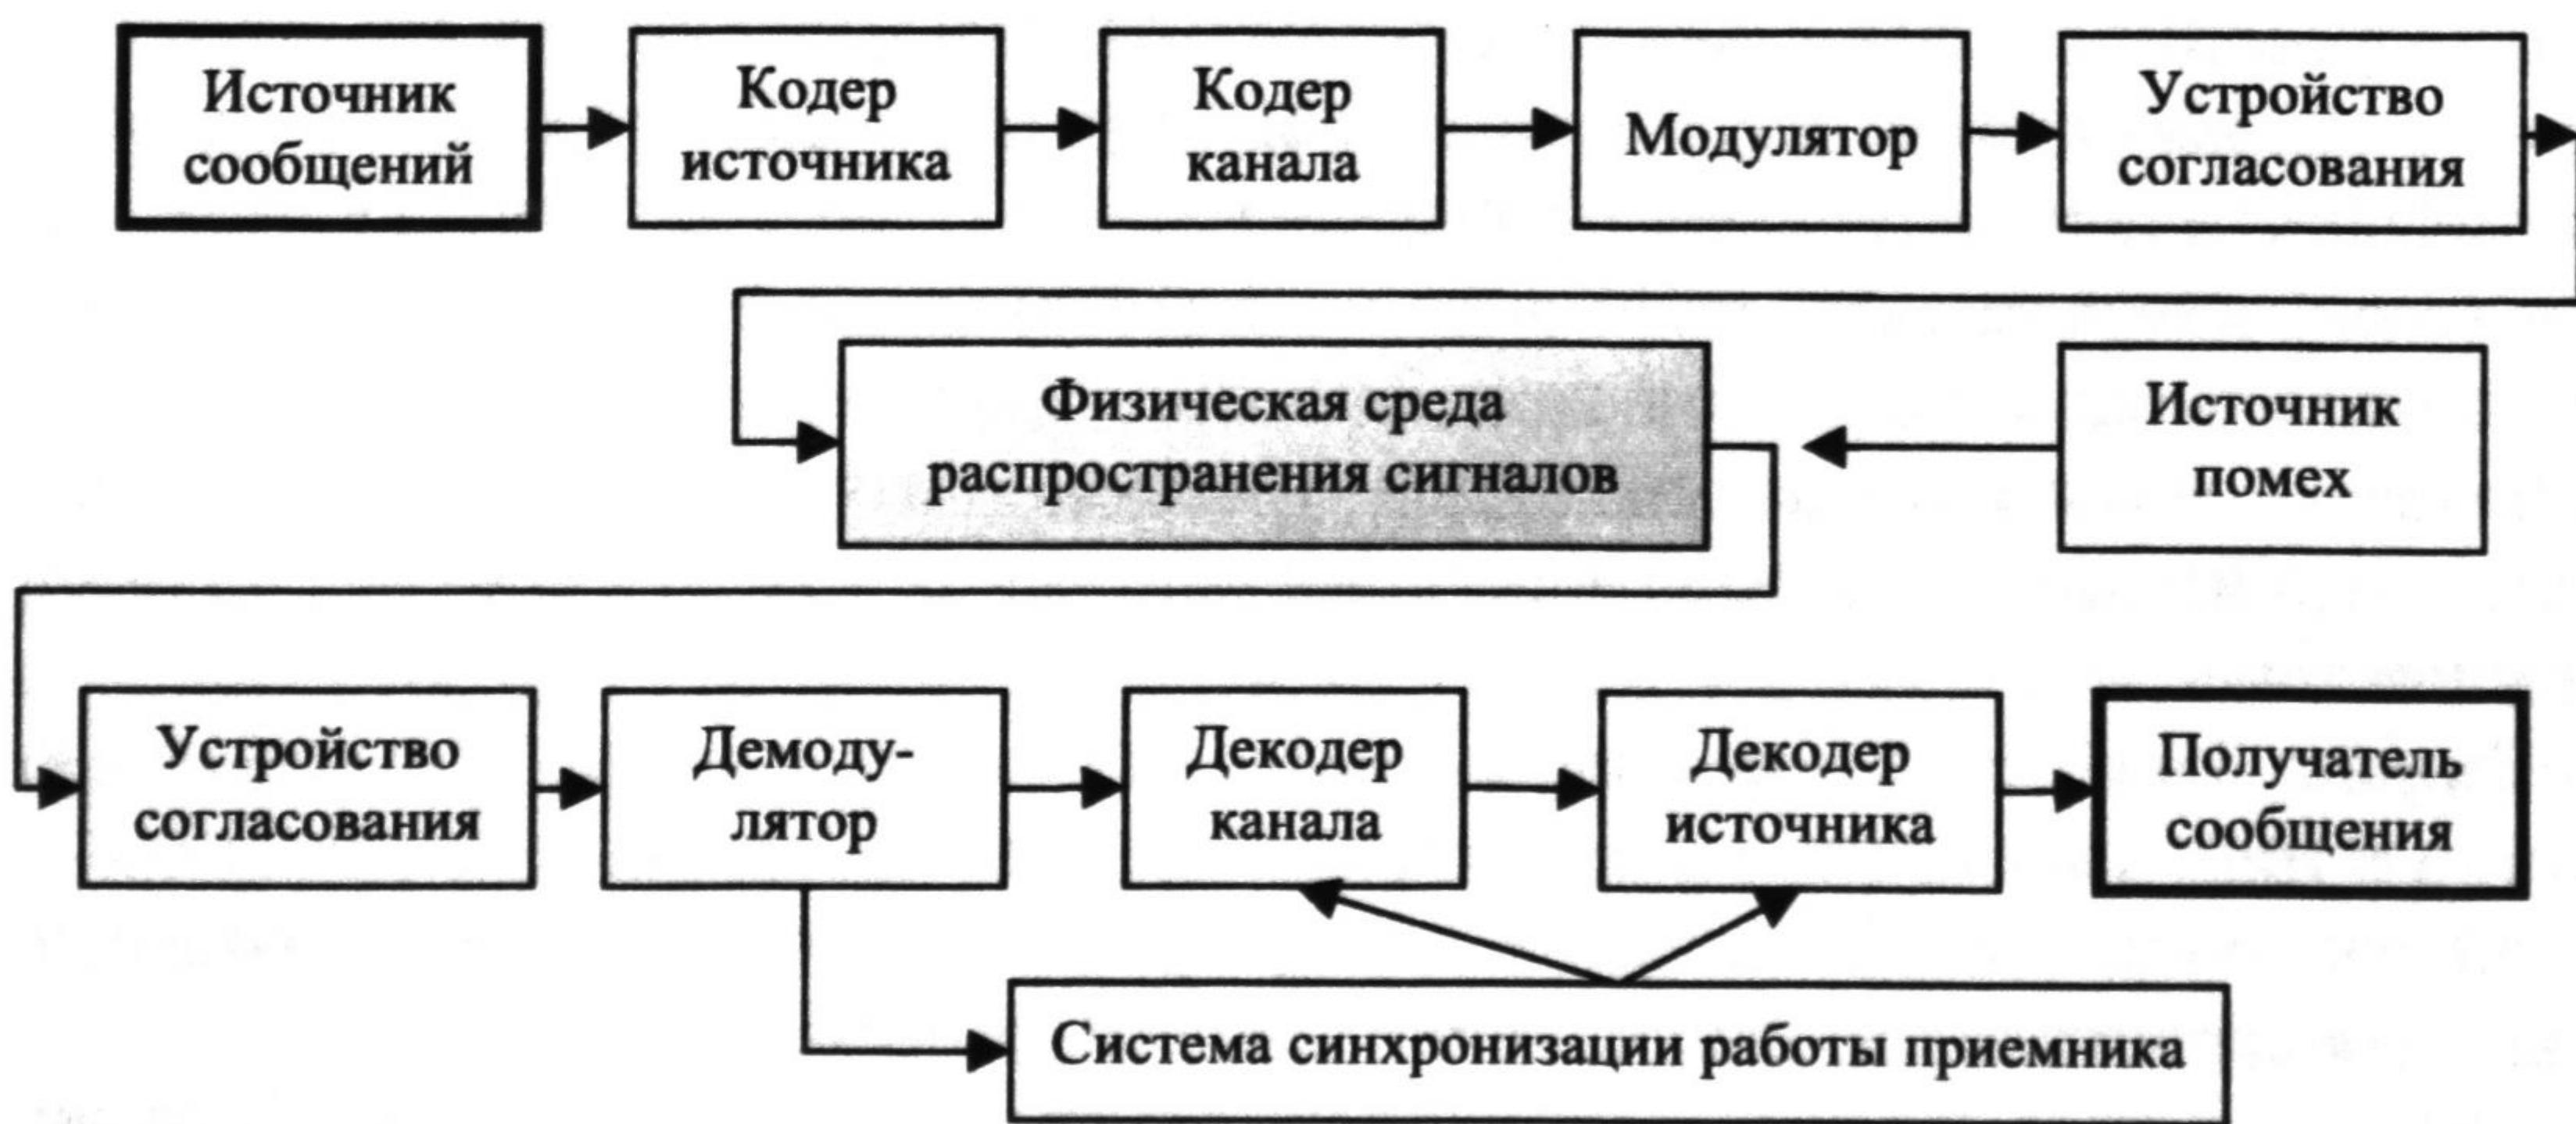 Источник
сообщений
Кодер
источника
Кодер
канала
Модулятор
Устройство
согласования
Физическая среда
распространения сигналов
Источник
помех
Устройство
согласования
Демоду-
лятор
Декодер
канала
Декодер
источника
Получатель
сообщения
Система синхронизации работы приемника